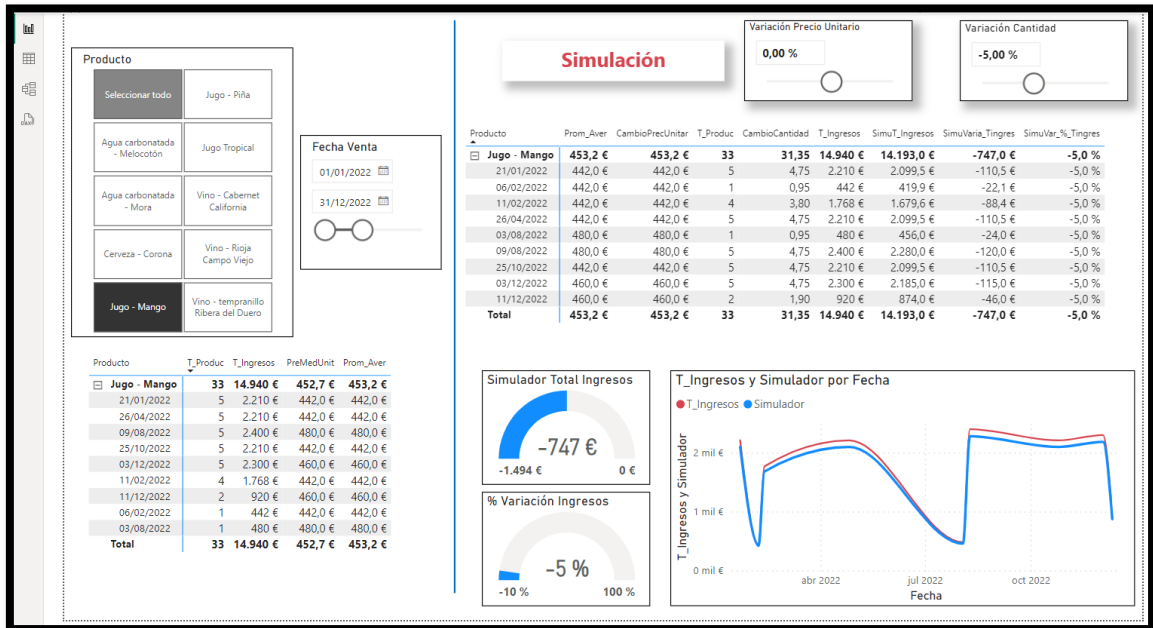 Producto
Seleccionar todo
Jugo - Piña
Agua carbonatada
- Melocotón
Jugo Tropical
Agua carbonatada
- Mora
Vino - Cabernet
California
Cerveza - Corona
Vino - Rioja
Campo Viejo
Jugo - Mango
Vino - tempranillo
Ribera del Duero
Fecha Venta
01/01/2022
31/12/2022
Simulación
Variación Precio Unitario
0,00 %
Variación Cantidad
-5,00 %
Producto Prom_Aver CambioPrecUnitar T_Produc CambioCantidad T_Ingresos SimuT_Ingresos SimuVaria_Tingres SimuVar_%_Tingres
Jugo - Mango 453,2 € 453,2 € 33 31,35 14.940 € 14.193,0 € -747,0 € -5,0 %
21/01/2022 442,0 € 442,0 € 5 4,75 2.210 € 2.099,5 € -110,5 € -5,0 %
06/02/2022 442,0 € 442,0 € 1 0,95 442 € 419,9 € -22,1 € -5,0 %
11/02/2022 442,0 € 442,0 € 4 3,80 1.768 € 1.679,6 € -88,4 € -5,0 %
26/04/2022 442,0 € 442,0 € 5 4,75 2.210 € 2.099,5 € -110,5 € -5,0 %
03/08/2022 480,0 € 480,0 € 1 0,95 480 € 456,0 € -24,0 € -5,0 %
09/08/2022 480,0 € 480,0 € 5 4,75 2.400 € 2.280,0 € -120,0 € -5,0 %
25/10/2022 442,0 € 442,0 € 5 4,75 2.210 € 2.099,5 € -110,5 € -5,0 %
03/12/2022 460,0 € 460,0 € 5 4,75 2.300 € 2.185,0 € -115,0 € -5,0 %
11/12/2022 460,0 € 460,0 € 2 1,90 920 € 874,0 € -46,0 € -5,0 %
Total 453,2 € 453,2 € 33 31,35 14.940 € 14.193,0 € -747,0 € -5,0 %
Producto T_Produc T_Ingresos PreMedUnit Prom_Aver
Jugo - Mango 33 14.940 € 452,7 € 453,2 €
21/01/2022 5 2.210 € 442,0 € 442,0 €
26/04/2022 5 2.210 € 442,0 € 442,0 €
09/08/2022 5 2.400 € 480,0 € 480,0 €
25/10/2022 5 2.210 € 442,0 € 442,0 €
03/12/2022 5 2.300 € 460,0 € 460,0 €
11/02/2022 4 1.768 € 442,0 € 442,0 €
11/12/2022 2 920 € 460,0 € 460,0 €
06/02/2022 1 442 € 442,0 € 442,0 €
03/08/2022 1 480 € 480,0 € 480,0 €
Total 33 14.940 € 452,7 € 453,2 €
Simulador Total Ingresos
-747 €
-1.494 € 0 €
% Variación Ingresos
-5 %
-10 % 100 %
T_Ingresos y Simulador por Fecha
T_Ingresos Simulador
T_Ingresos y Simulador
2 mil €
1 mil €
0 mil €
abr 2022 jul 2022 oct 2022
Fecha